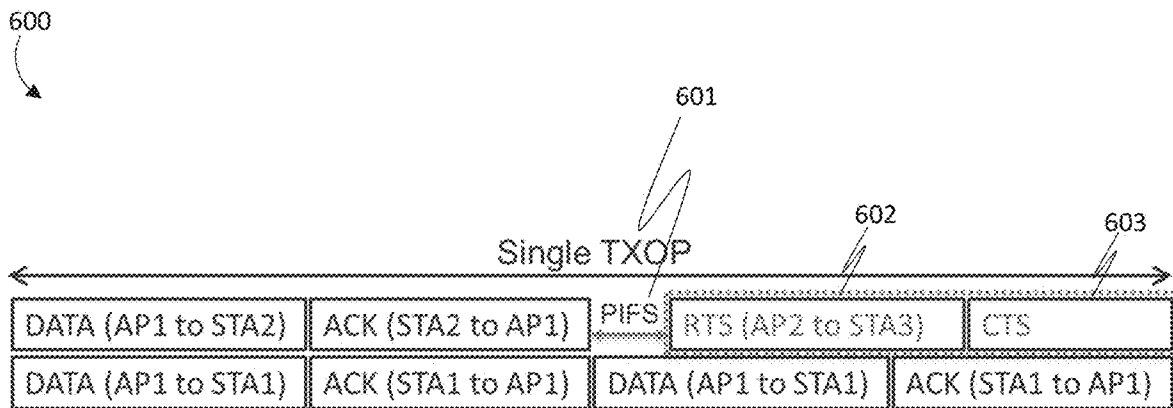 600
601
602
603
Single TXOP
DATA (AP1 to STA2) ACK (STA2 to AP1) PIFS RTS (AP2 to STA3) CTS
DATA (AP1 to STA1) ACK (STA1 to AP1) DATA (AP1 to STA1) ACK (STA1 to AP1)